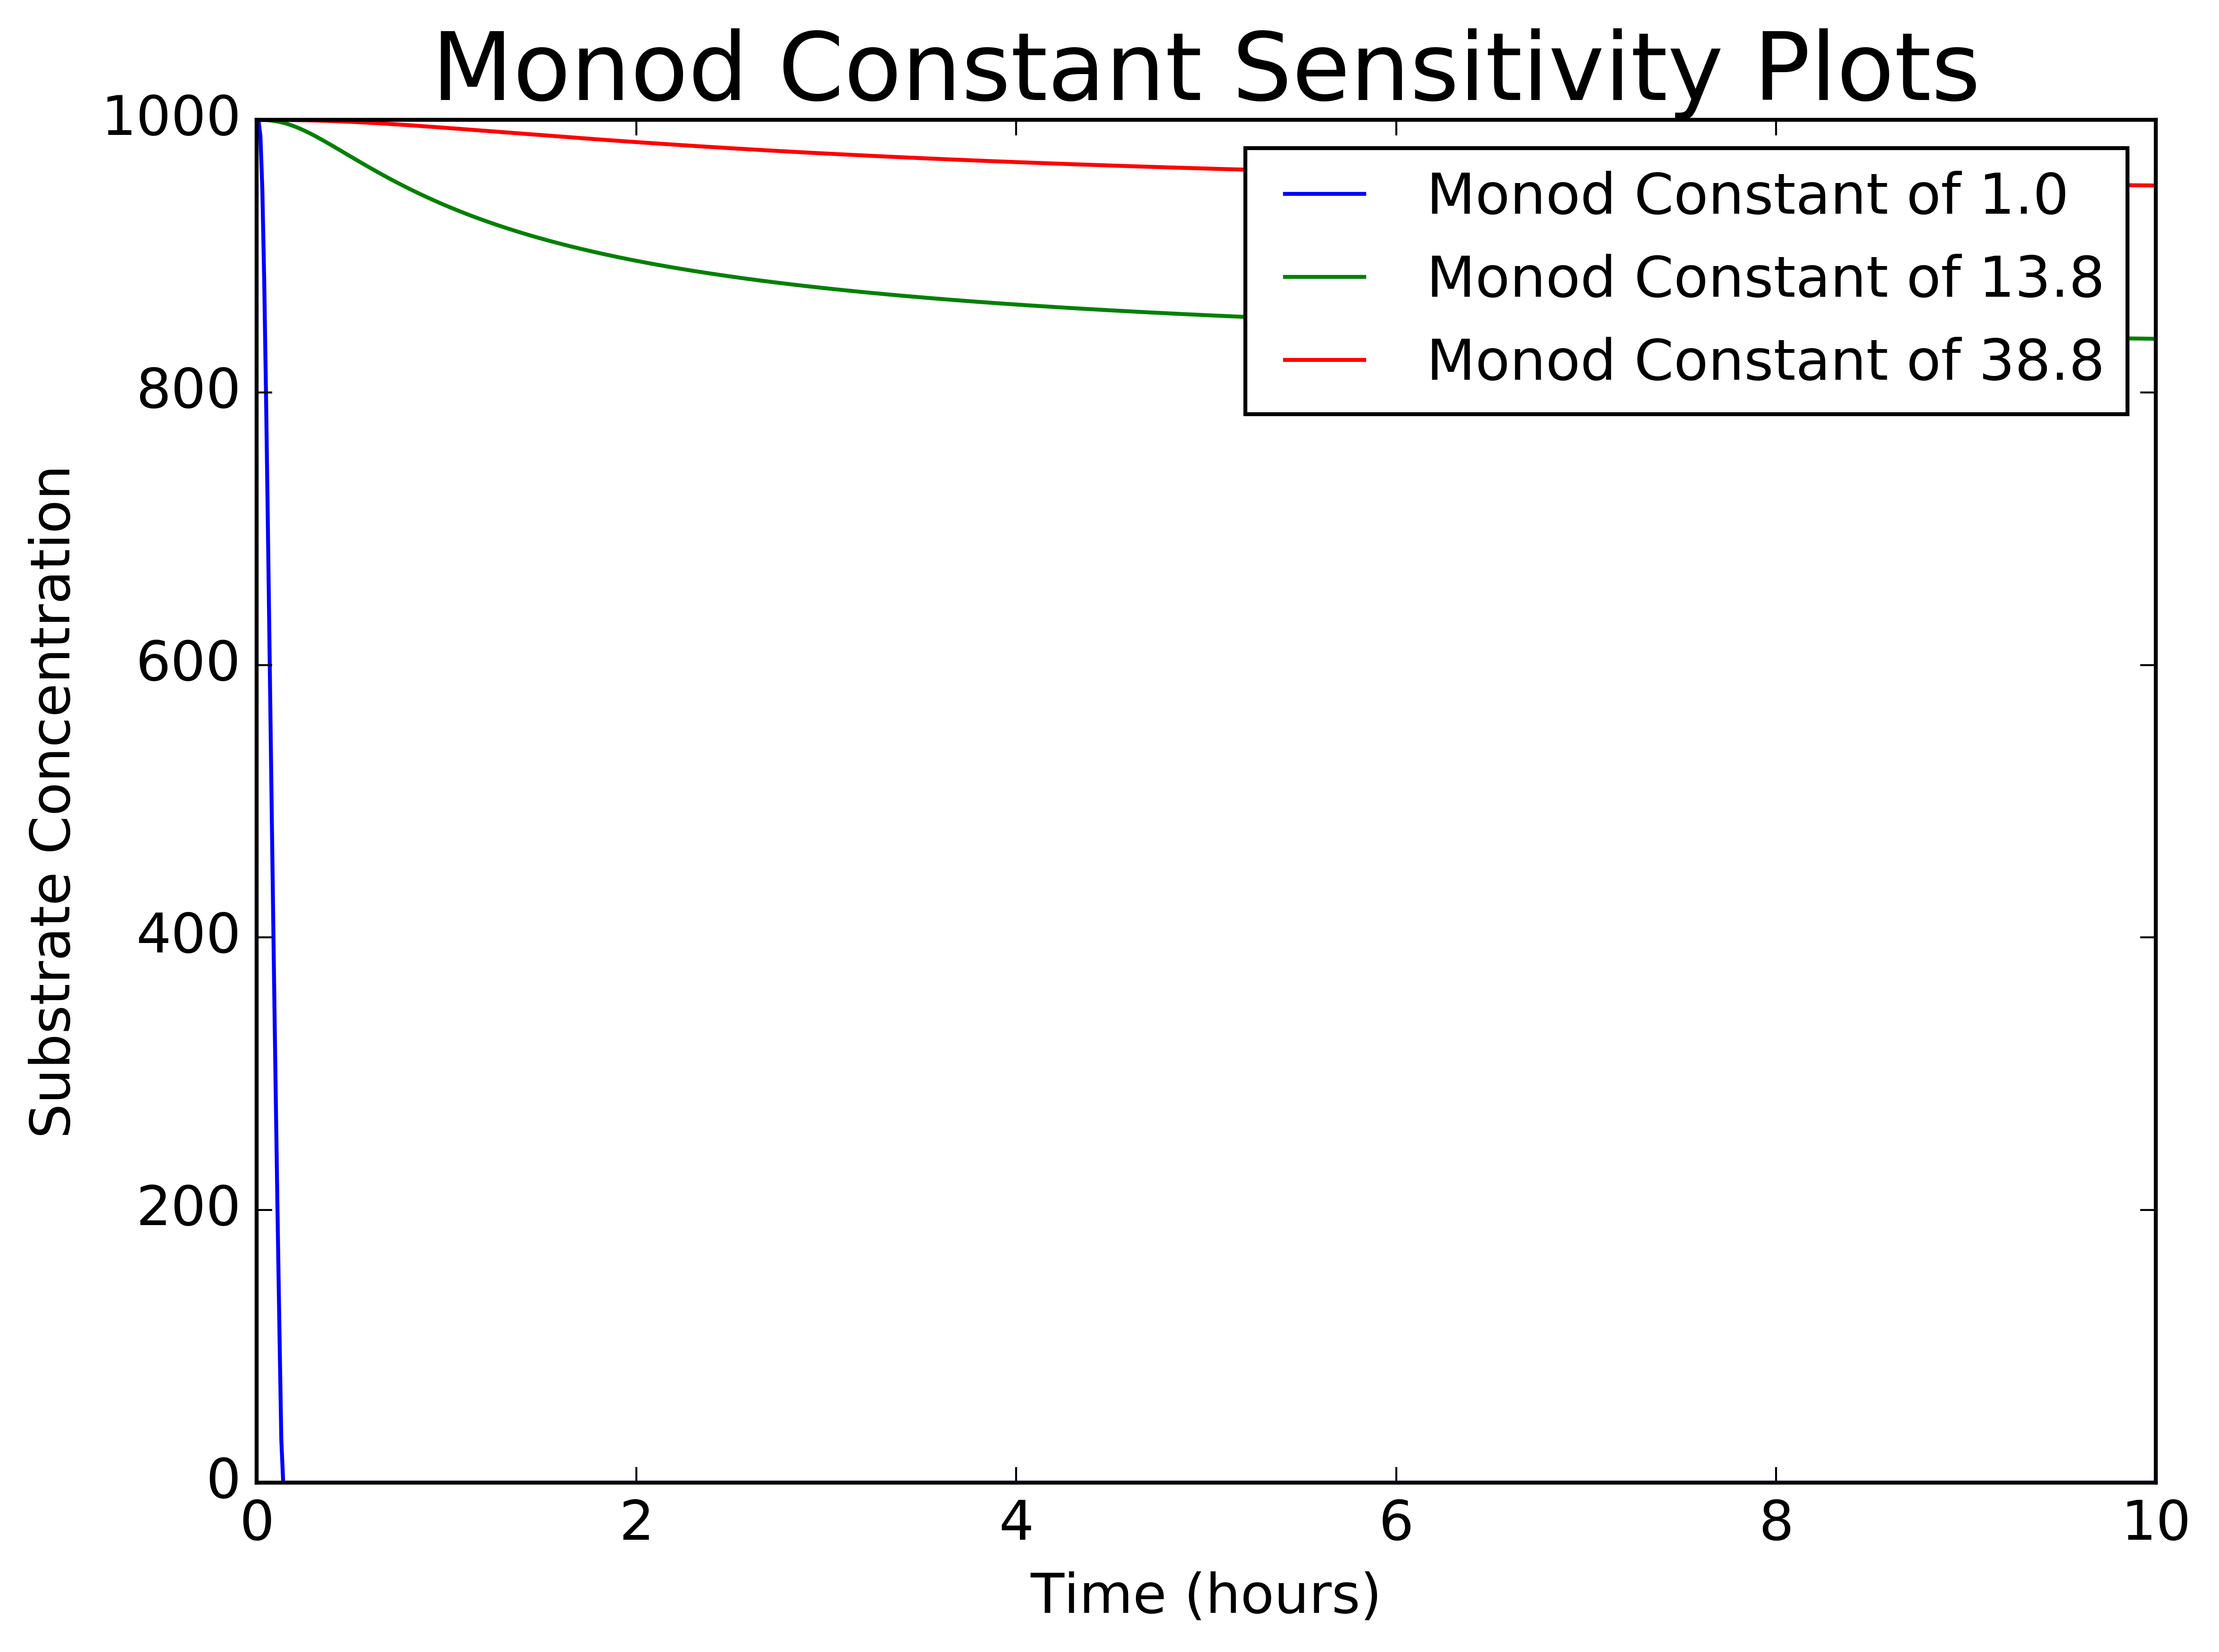 Monod Constant Sensitivity Plots
1000
800
600
400
200
0
Substrate Concentration
Monod Constant of 1.0
Monod Constant of 13.8
Monod Constant of 38.8
0 2 4 6 8 10
Time (hours)